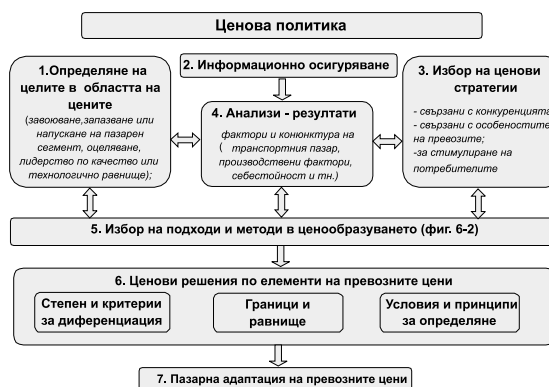 Ценова политика
1.Определяне на
целите в областта на
цените
(завоюване,запазване или
напускане на пазарен
сегмент, оцеляване,
лидерство по качество или
технологично равнище);
2. Информационно осигуряване
4. Анализи - резултати
фактори и конюнктура на
( транспортния пазар,
производствени фактори,
себестойност и тн.)
3. Избор на ценови
стратегии
- свързани с конкуренцията
- свързани с особеностите
на превозите;
-за стимулиране на
потребителите
5. Избор на подходи и методи в ценообразуването (фиг. 6-2)
6. Ценови решения по елементи на превозните цени
Степен и критерии
за диференциация
Граници и
равнище
Условия и принципи
за определяне
7. Пазарна адаптация на превозните цени